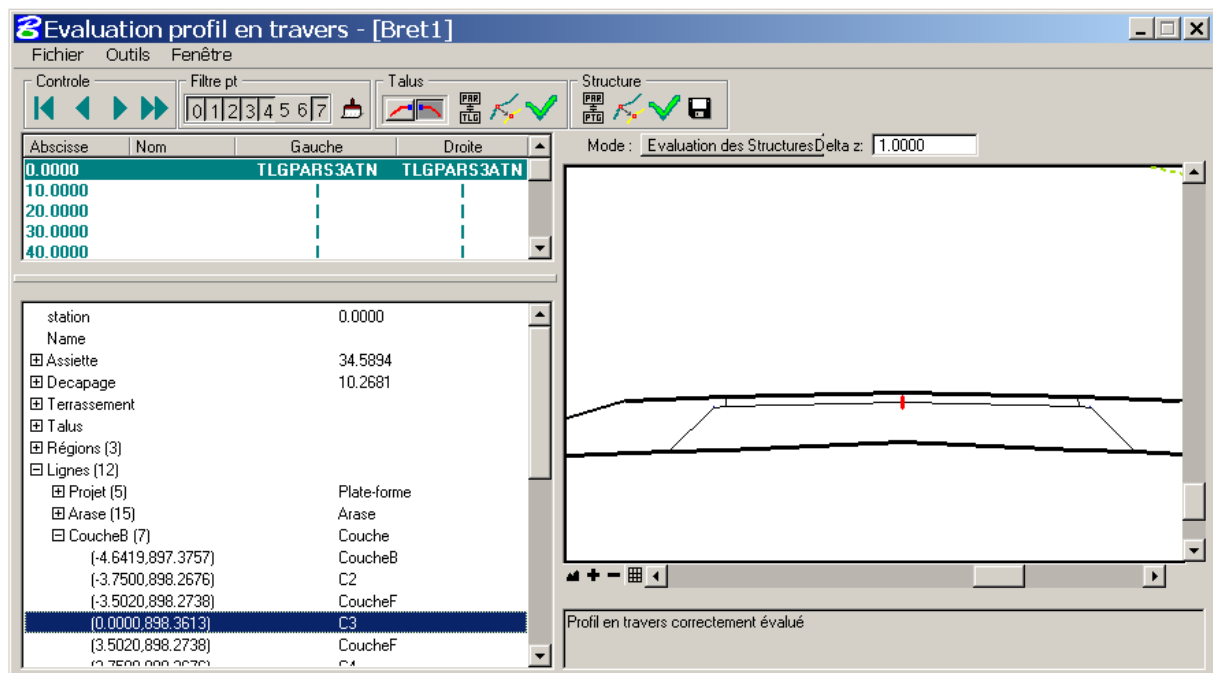 Evaluation profil en travers - [Bret1]
Fichier Outils Fenêtre
Controle Filtre pt Talus Structure
0 1 2 3 4 5 6 7 PAR TLG PAR PTG
Mode : Evaluation des Structures Delta z: 1.0000
Abscisse Nom Gauche Droite
0.0000 TLGPARS3ATN TLGPARS3ATN
10.0000
20.0000
30.0000
40.0000
station 0.0000
Name
Assiette 34.5894
Decapage 10.2681
Terrassement
Talus
Régions (3)
Lignes (12)
Projet (5) Plate-forme
Arase (15) Arase
CoucheB (7) Couche
(-4.6419,897.3757) CoucheB
(-3.7500,898.2676) C2
(-3.5020,898.2738) CoucheF
(0.0000,898.3613) C3
(3.5020,898.2738) CoucheF
Profil en travers correctement évalué